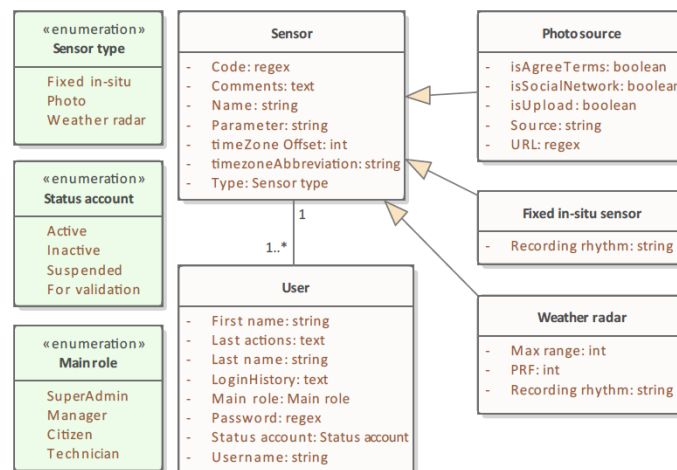 «enumeration»
Sensor type
Fixed in-situ
Photo
Weather radar
«enumeration»
Status account
Active
Inactive
Suspended
For validation
«enumeration»
Main role
SuperAdmin
Manager
Citizen
Technician
Sensor
- Code: regex
- Comments: text
- Name: string
- Parameter: string
- timeZone Offset: int
- timezoneAbbreviation: string
- Type: Sensor type
1
1..*
User
- First name: string
- Last actions: text
- Last name: string
- LoginHistory: text
- Main role: Main role
- Password: regex
- Status account: Status account
- Username: string
Photo source
- isAgreeTerms: boolean
- isSocialNetwork: boolean
- isUpload: boolean
- Source: string
- URL: regex
Fixed in-situ sensor
- Recording rhythm: string
Weather radar
- Max range: int
- PRF: int
- Recording rhythm: string